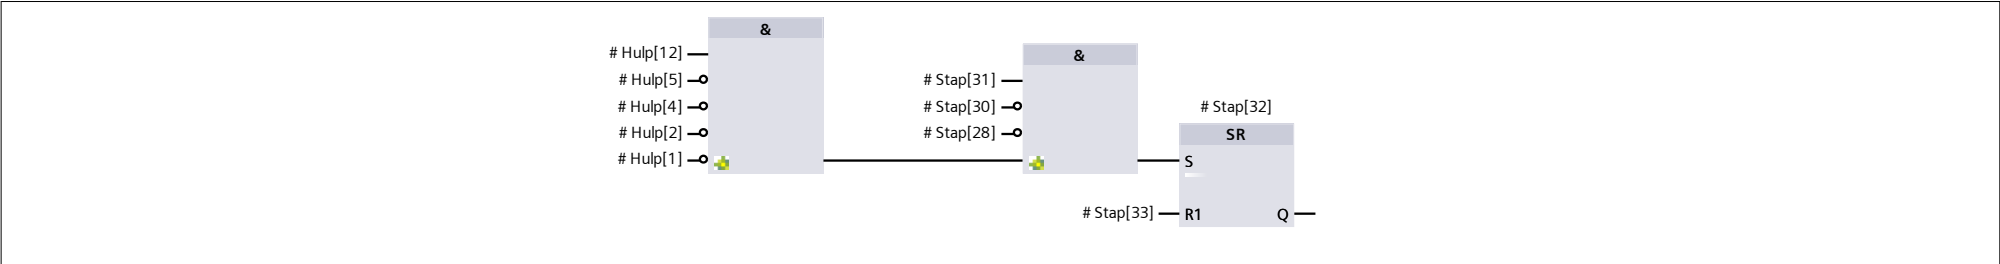 &
# Hulp[12]
# Hulp[5]
# Hulp[4]
# Hulp[2]
# Hulp[1]
&
# Stap[31]
# Stap[30]
# Stap[28]
# Stap[32]
SR
S
# Stap[33]
R1
Q